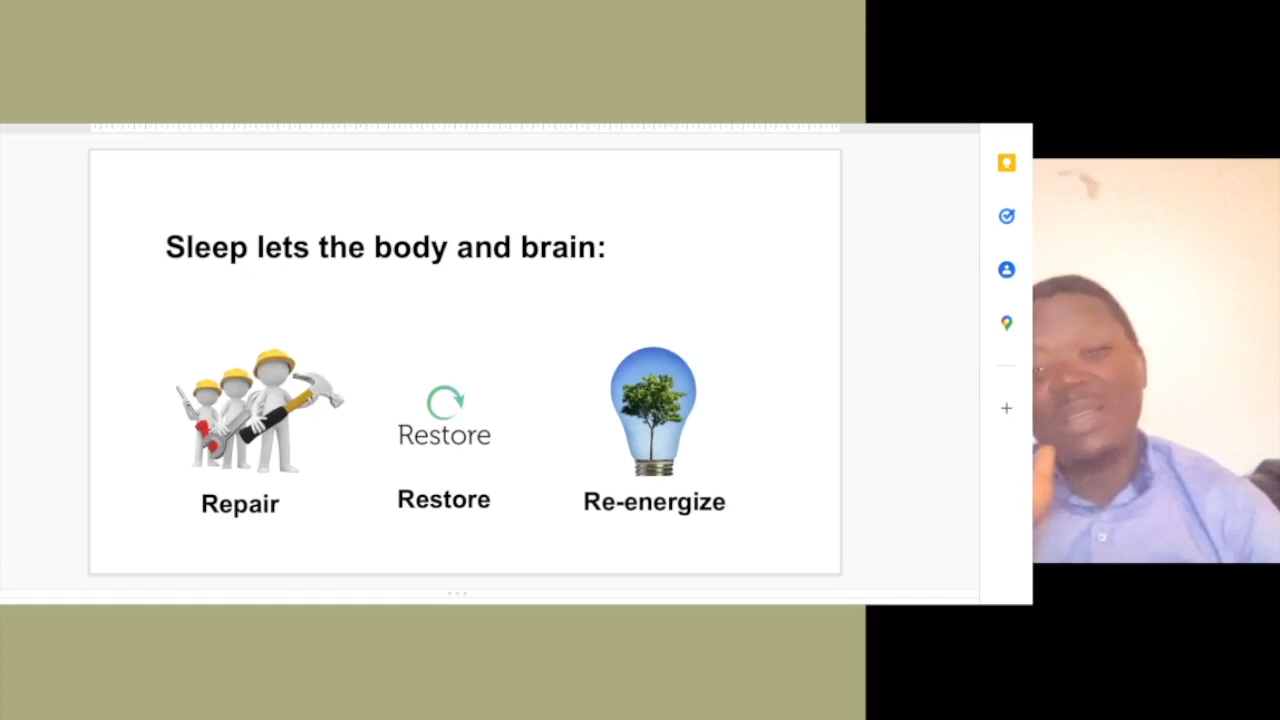 Sleep lets the body and brain:
Restore
Repair
Restore
Re-energize